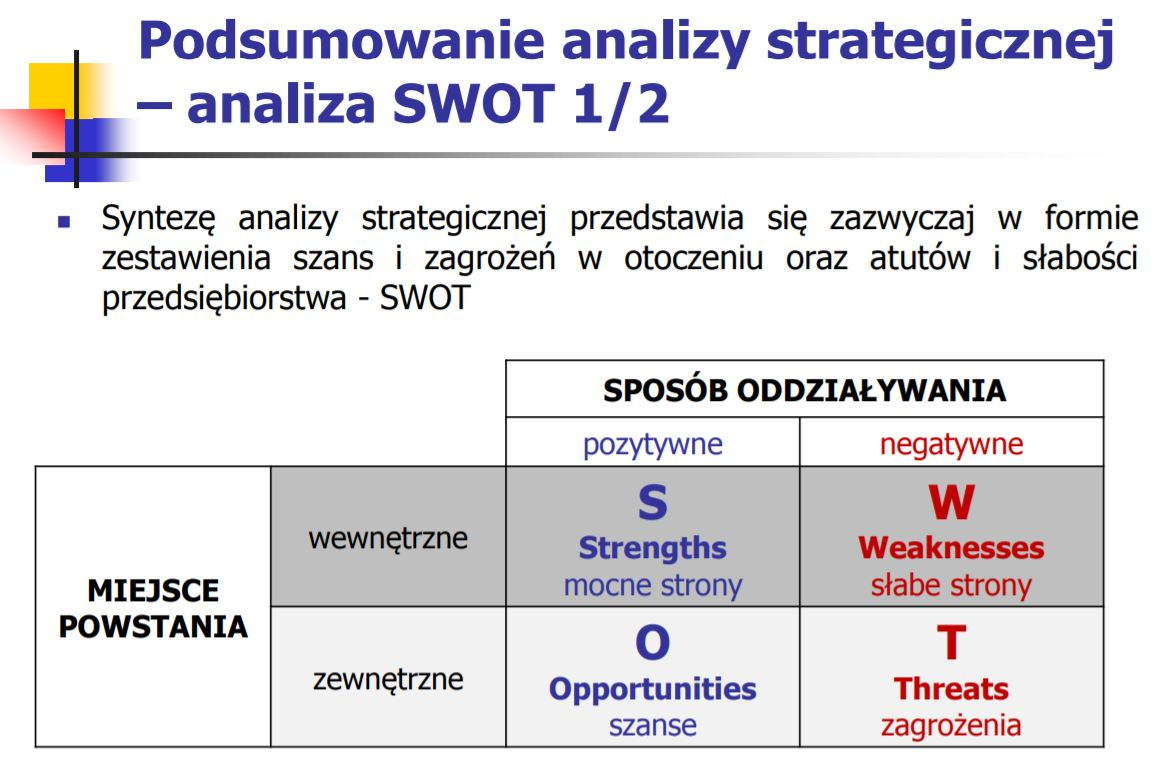 Podsumowanie analizy strategicznej
– analiza SWOT 1/2
Syntezę analizy strategicznej przedstawia się zazwyczaj w formie
zestawienia szans i zagrożeń w otoczeniu oraz atutów i słabości
przedsiębiorstwa - SWOT
SPOSÓB ODDZIAŁYWANIA
pozytywne
negatywne
MIEJSCE
POWSTANIA
wewnętrzne
S
Strengths
mocne strony
W
Weaknesses
słabe strony
zewnętrzne
O
Opportunities
szanse
T
Threats
zagrożenia